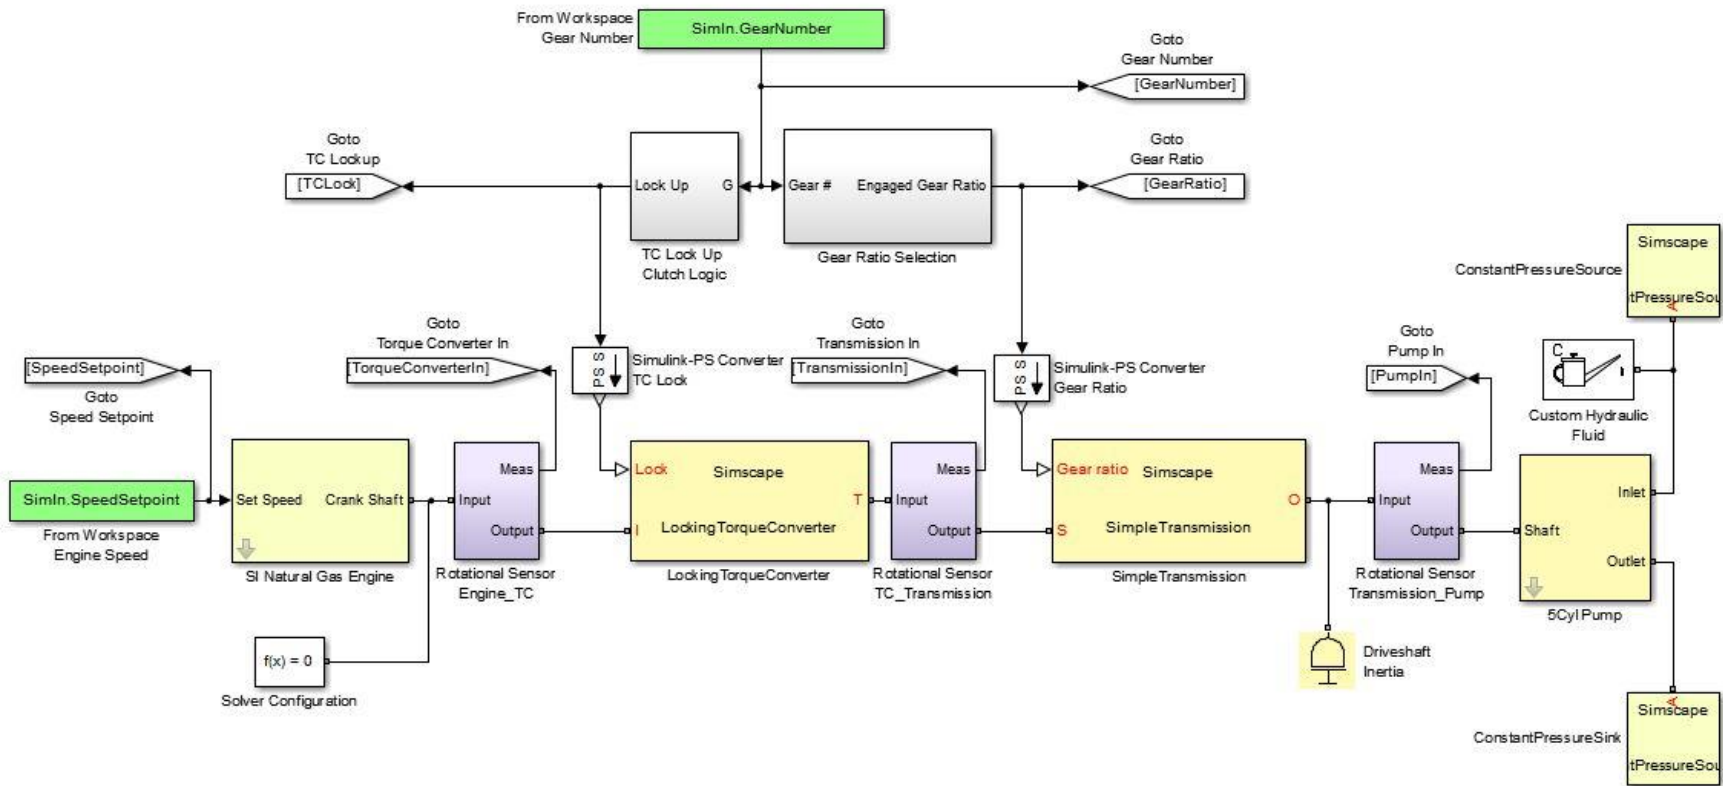 From Workspace
Gear Number
SimIn.GearNumber
Goto
Gear Number
[GearNumber]
Goto
TC Lockup
[TCLock]
Lock Up G
TC Lock Up
Clutch Logic
Gear # Engaged Gear Ratio
Gear Ratio Selection
Goto
Gear Ratio
[GearRatio]
Simscape
ConstantPressureSource
tPressureSou
A
Goto
Torque Converter In
[TorqueConverterIn]
PS S
Simulink-PS Converter
TC Lock
Goto
Transmission In
[TransmissionIn]
PS S
Simulink-PS Converter
Gear Ratio
Goto
Pump In
[PumpIn]
C
Custom Hydraulic
Fluid
[SpeedSetpoint]
Goto
Speed Setpoint
SimIn.SpeedSetpoint
From Workspace
Engine Speed
Set Speed Crank Shaft
SI Natural Gas Engine
Meas
Input
Output
Rotational Sensor
Engine_TC
Lock Simscape
T
I LockingTorqueConverter
LockingTorqueConverter
Meas
Input
Output
Rotational Sensor
TC_Transmission
Gear ratio Simscape
O
S SimpleTransmission
SimpleTransmission
Meas
Input
Output
Rotational Sensor
Transmission_Pump
Inlet
Shaft
Outlet
5Cyl Pump
f(x) = 0
Solver Configuration
Driveshaft
Inertia
A
Simscape
ConstantPressureSink
tPressureSou